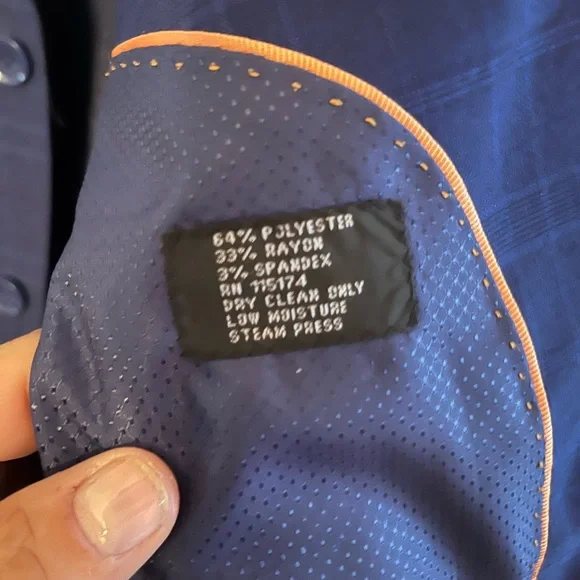 64% POLYESTER
33% RAYON
3% SPANDEX
RN 115174
DRY CLEAN ONLY
LOW MOISTURE
STEAM PRESS